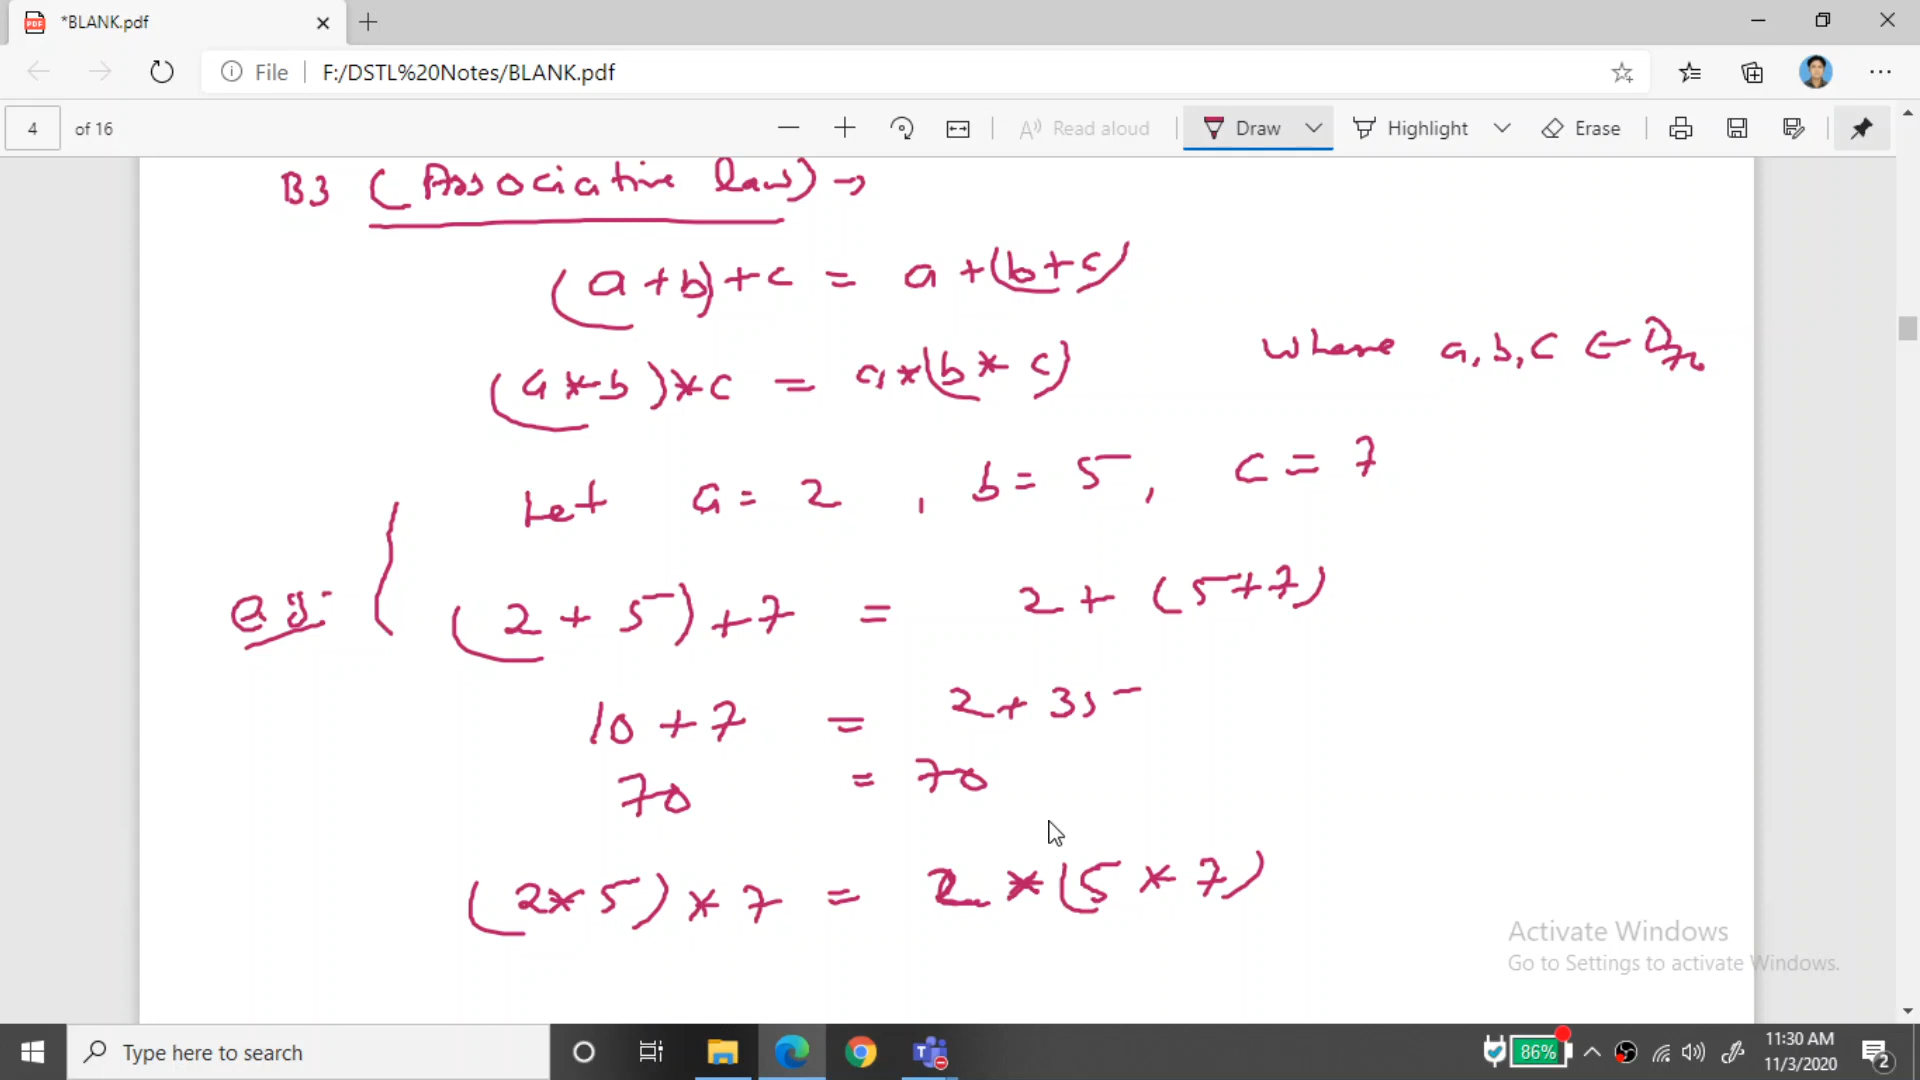 *BLANK.pdf
File F:/DSTL%20Notes/BLANK.pdf
4 of 16 Read aloud Draw Highlight Erase
B3 (Associative law) →
(a+b)+c = a+(b+c)
(a*b)*c = a*(b*c)
where a,b,c ∈ D70
Let a = 2 , b = 5 , c = 7
eg:
(2 + 5) + 7 = 2 + (5+7)
10 + 7 = 2 + 35
70 = 70
(2*5) * 7 = 2 * (5 * 7)
Activate Windows
Go to Settings to activate Windows.
Type here to search
86%
11:30 AM
11/3/2020
2